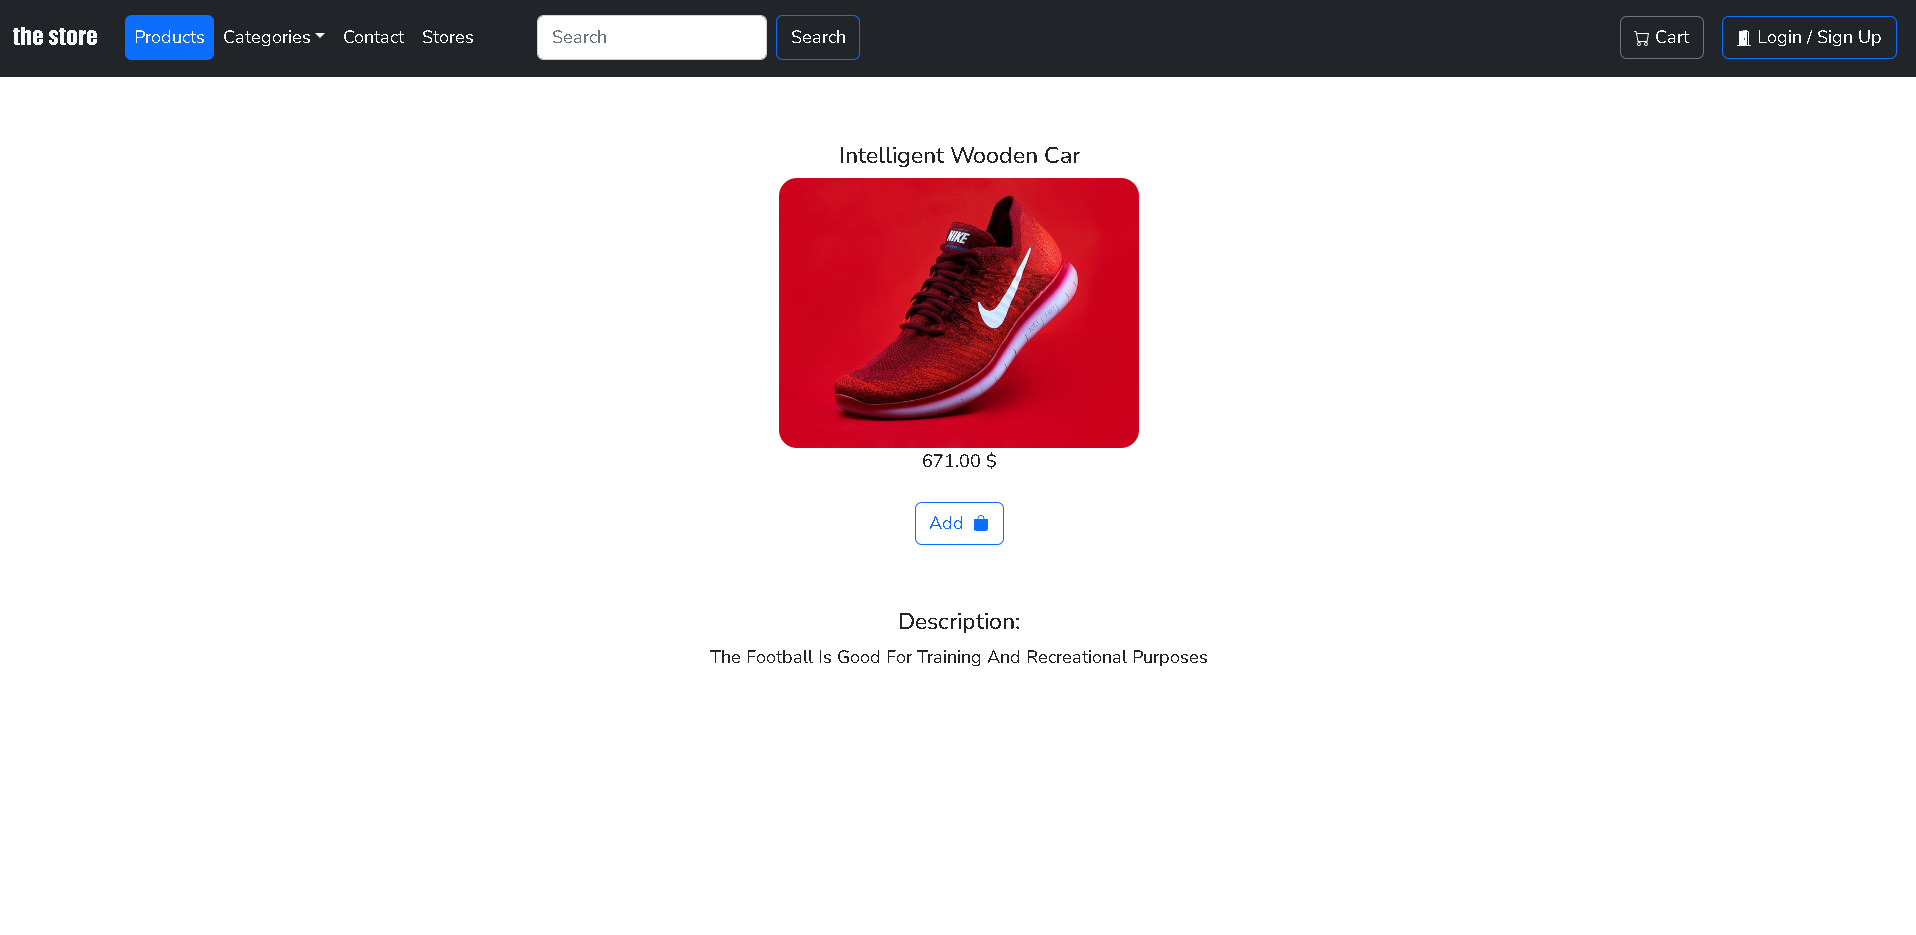 the store
Products
Categories
Contact
Stores
Search
Search
Cart
Login / Sign Up
Intelligent Wooden Car
NIKE
671.00 $
Add
Description:
The Football Is Good For Training And Recreational Purposes